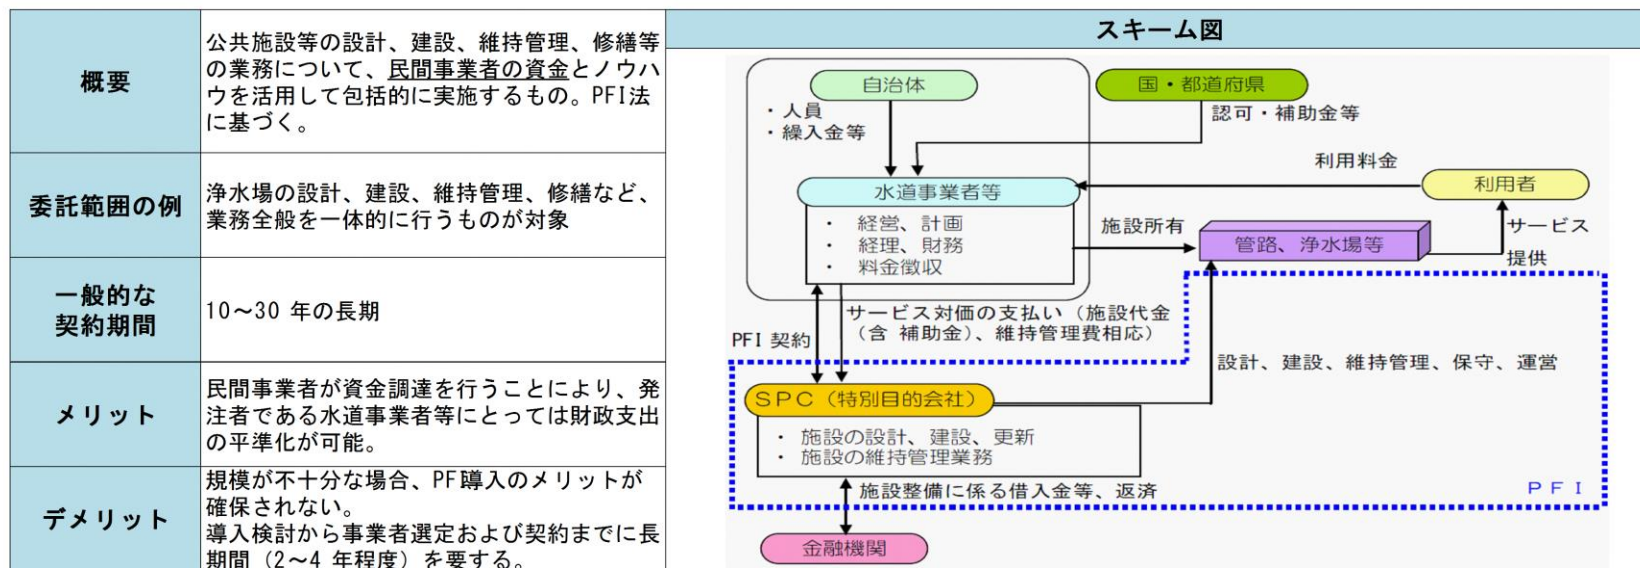 概要
公共施設等の設計、建設、維持管理、修繕等
の業務について、民間事業者の資金とノウハ
ウを活用して包括的に実施するもの。PFI法
に基づく。
委託範囲の例
浄水場の設計、建設、維持管理、修繕など、
業務全般を一体的に行うものが対象
一般的な
契約期間
10～30 年の長期
メリット
民間事業者が資金調達を行うことにより、発
注者である水道事業者等にとっては財政支出
の平準化が可能。
デメリット
規模が不十分な場合、PFI導入のメリットが
確保されない。
導入検討から事業者選定および契約までに長
期間（2～4 年程度）を要する。
スキーム図
自治体
国・都道府県
・人員
・繰入金等
認可・補助金等
利用料金
水道事業者等
利用者
・ 経営、計画
・ 経理、財務
・ 料金徴収
施設所有
管路、浄水場等
サービス
提供
サービス対価の支払い（施設代金
（含 補助金）、維持管理費相応）
PFI 契約
設計、建設、維持管理、保守、運営
ＳＰＣ（特別目的会社）
・ 施設の設計、建設、更新
・ 施設の維持管理業務
施設整備に係る借入金等、返済
ＰＦＩ
金融機関